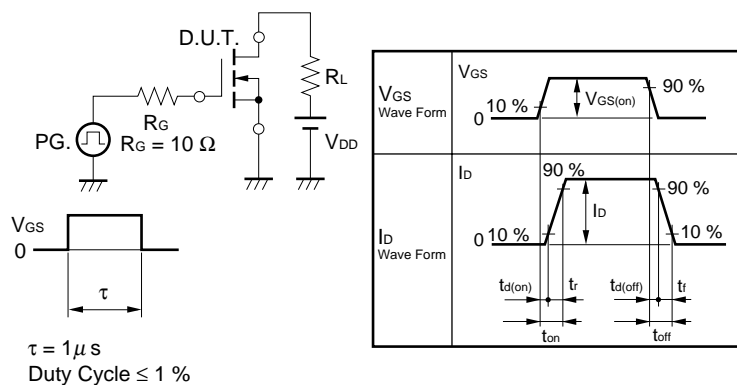 D.U.T.
RL
RG
PG.
RG = 10 Ω
VDD
VGS
0
τ
τ = 1μ s
Duty Cycle ≤ 1 %
VGS
Wave Form
VGS
10 %
0
VGS(on)
90 %
ID
Wave Form
ID
90 %
90 %
0
10 %
ID
10 %
td(on)
tr
td(off)
tf
ton
toff